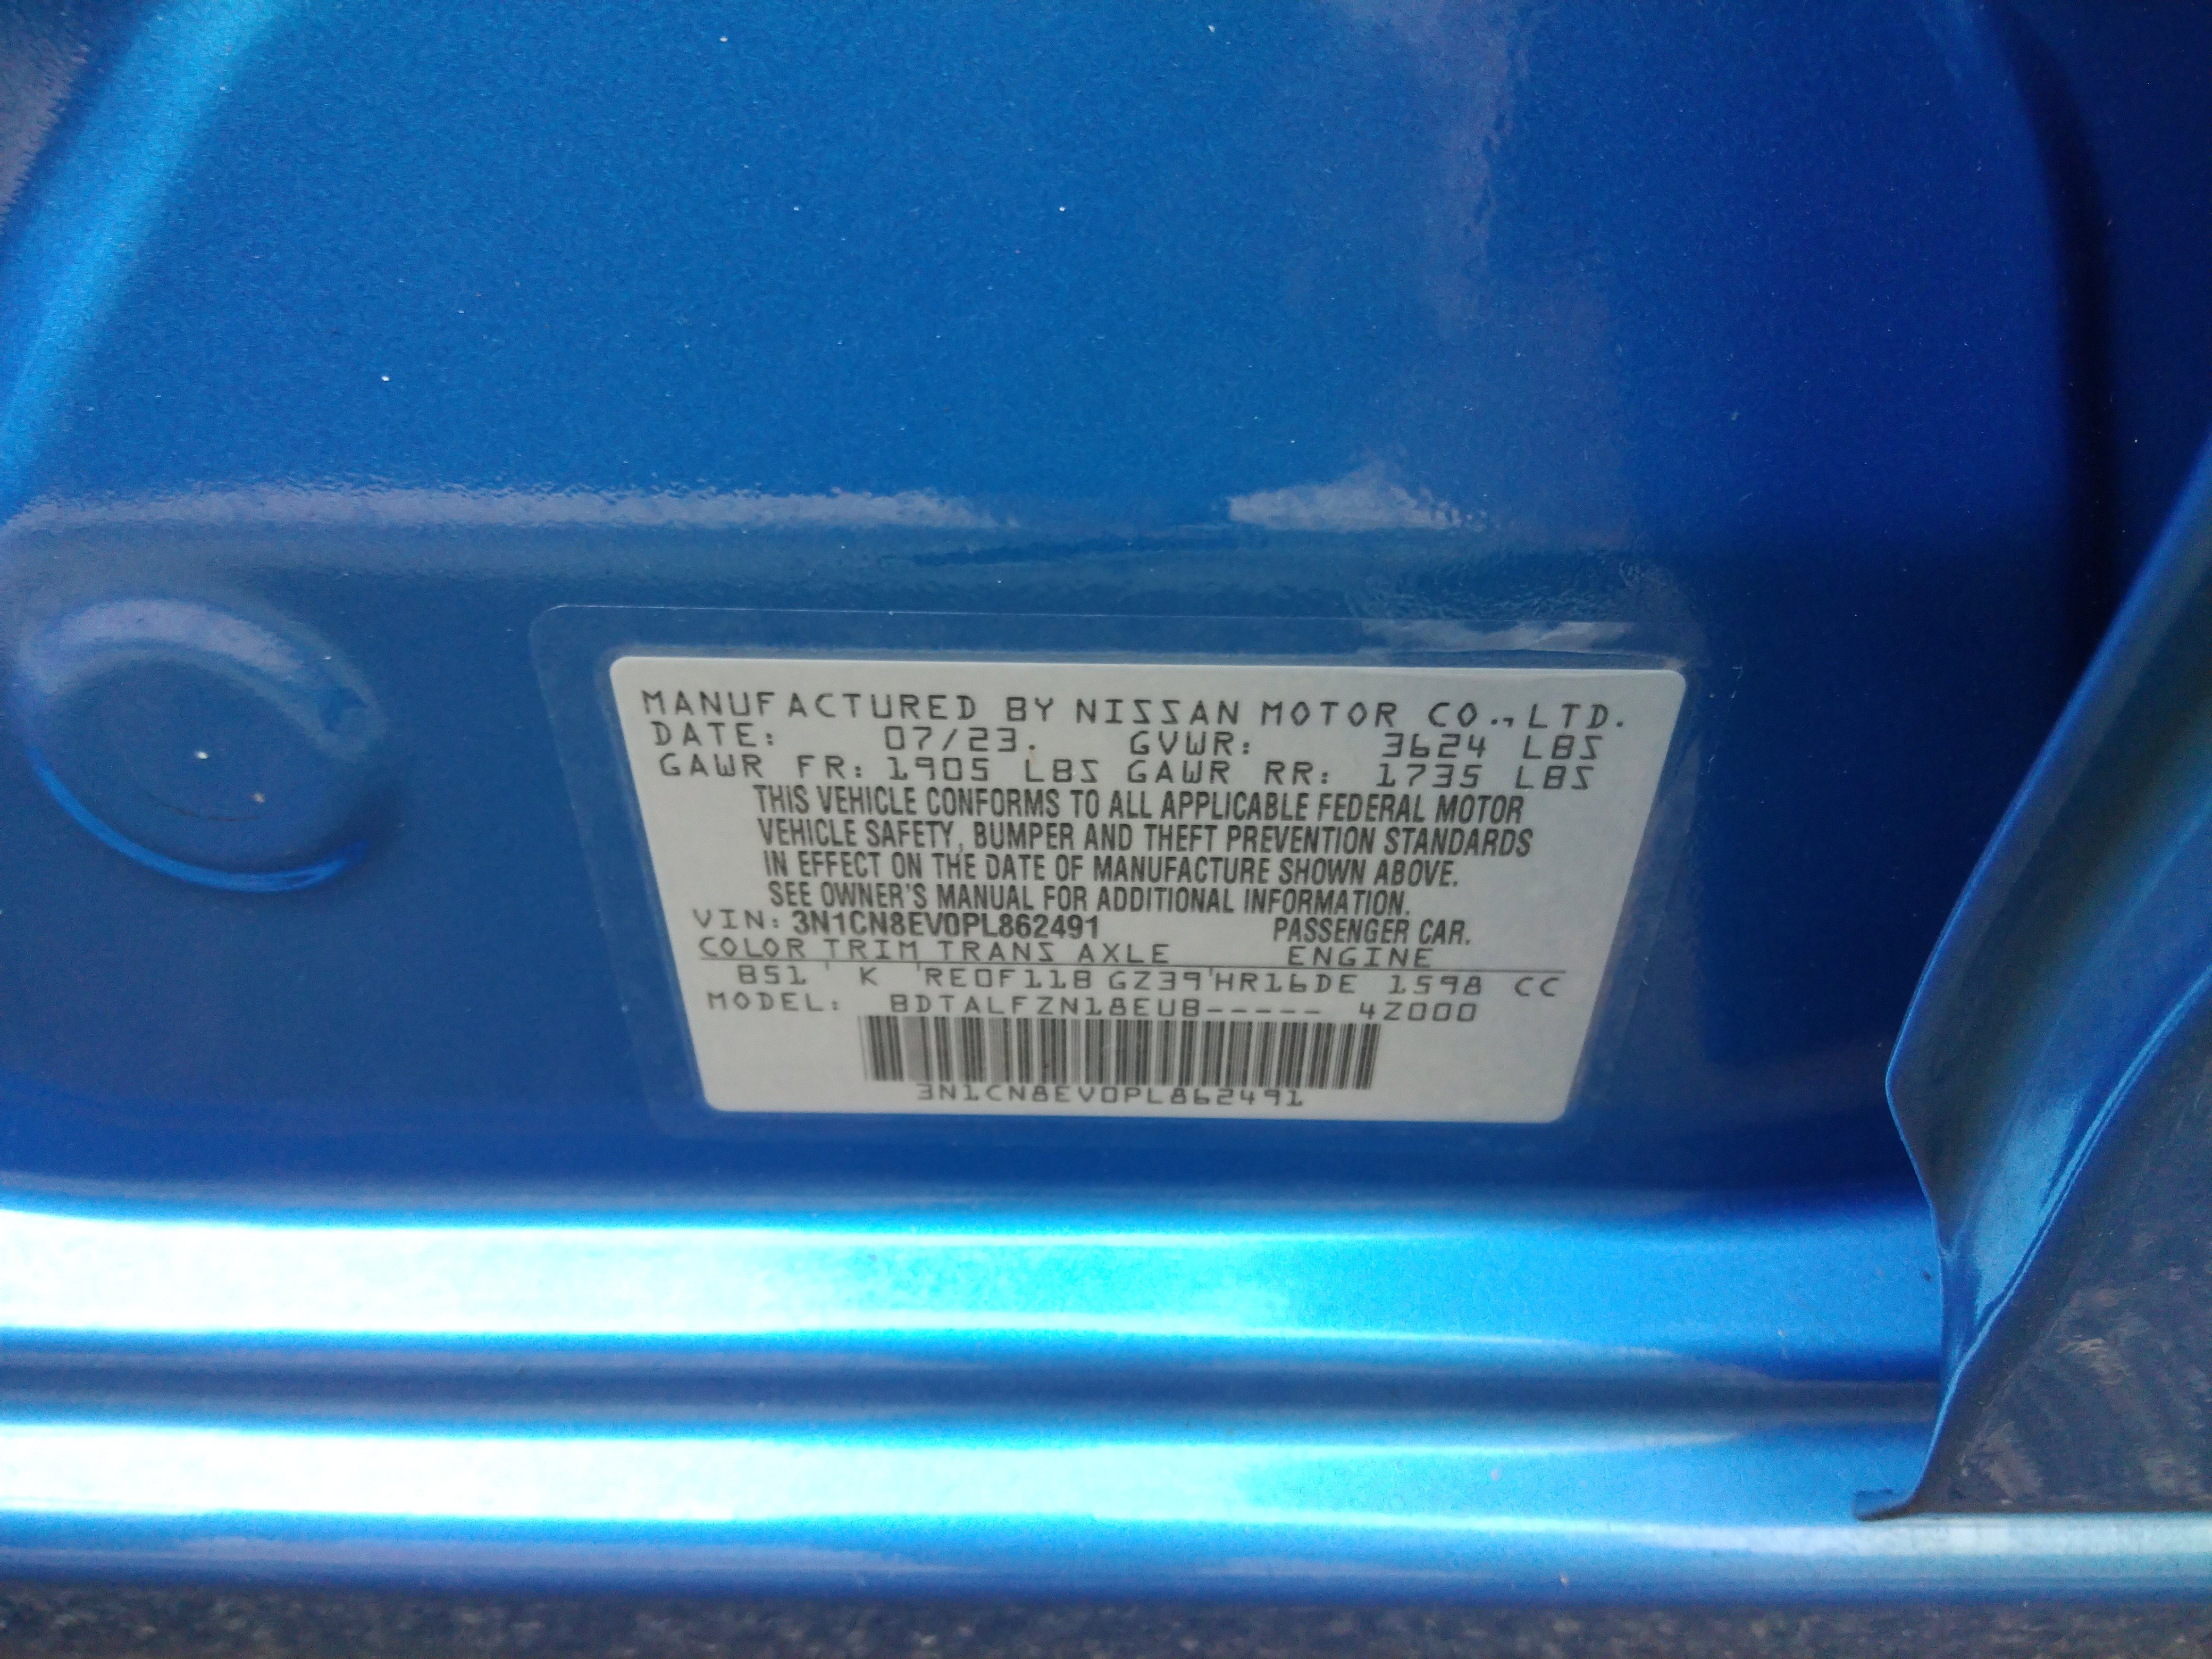 MANUFACTURED BY NISSAN MOTOR CO.,LTD.
DATE: 07/23. GVWR: 3624 LBS
GAWR FR: 1905 LBS GAWR RR: 1735 LBS
THIS VEHICLE CONFORMS TO ALL APPLICABLE FEDERAL MOTOR
VEHICLE SAFETY, BUMPER AND THEFT PREVENTION STANDARDS
IN EFFECT ON THE DATE OF MANUFACTURE SHOWN ABOVE.
SEE OWNER'S MANUAL FOR ADDITIONAL INFORMATION.
VIN: 3N1CN8EV0PL862491 PASSENGER CAR.
COLOR TRIM TRANS AXLE ENGINE
B51 ' K 'RE0F11B GZ39'HR16DE 1598 CC
MODEL: BDTALFZN18EUB----- 4Z000
3N1CN8EV0PL862491